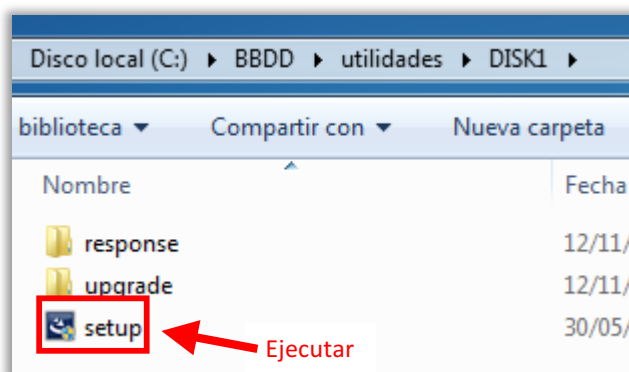 Disco local (C:) ▸ BBDD ▸ utilidades ▸ DISK1 ▸
biblioteca ▾ Compartir con ▾ Nueva carpeta
Nombre Fecha
response 12/11/
upgrade 12/11/
setup 30/05/
Ejecutar